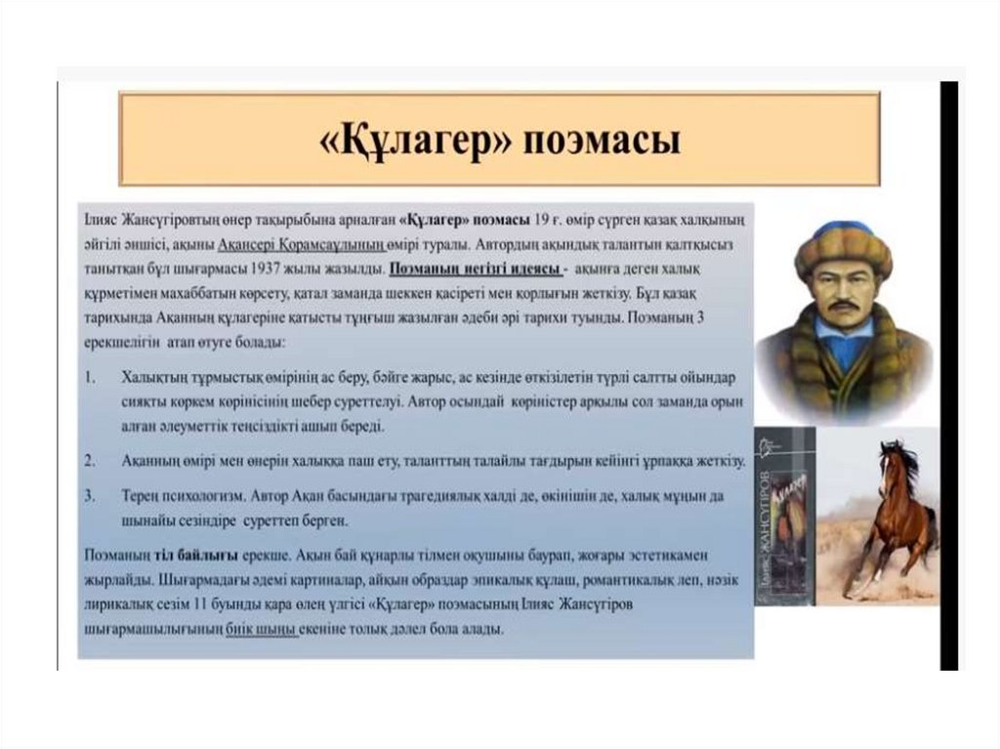 «Құлагер» поэмасы
Ілияс Жансүгіровтың өнер тақырыбына арналған «Құлагер» поэмасы 19 ғ. өмір сүрген қазақ халқының
әйгілі әншісі, ақыны Ақансері Қорамсаұлының өмірі туралы. Автордың ақындық талантын қалтқысыз
танытқан бұл шығармасы 1937 жылы жазылды. Поэманың негізгі идеясы - ақынға деген халық
құрметімен махаббатын көрсету, қатал заманда шеккен қасіреті мен қорлығын жеткізу. Бұл қазақ
тарихында Ақанның құлагеріне қатысты тұңғыш жазылған әдеби әрі тарихи туынды. Поэманың 3
ерекшелігін атап өтуге болады:
1. Халықтың тұрмыстық өмірінің ас беру, бәйге жарыс, ас кезінде өткізілетін түрлі салтты ойындар
сияқты көркем көрінісінің шебер суреттелуі. Автор осындай көріністер арқылы сол заманда орын
алған әлеуметтік теңсіздікті ашып береді.
2. Ақанның өмірі мен өнерін халыққа паш ету, таланттың талайлы тағдырын кейінгі ұрпаққа жеткізу.
3. Терең психологизм. Автор Ақан басындағы трагедиялық халді де, өкінішін де, халық мұңын да
шынайы сезіндіре суреттеп берген.
Поэманың тіл байлығы ерекше. Ақын бай құнарлы тілмен оқушыны баурап, жоғары эстетикамен
жырлайды. Шығармадағы әдемі картиналар, айқын образдар эпикалық құлаш, романтикалық леп, нәзік
лирикалық сезім 11 буынды қара өлең үлгісі «Құлагер» поэмасының Ілияс Жансүгіров
шығармашылығының биік шыңы екеніне толық дәлел бола алады.
Ілияс ЖАНСҮГІРОВ
Құлагер